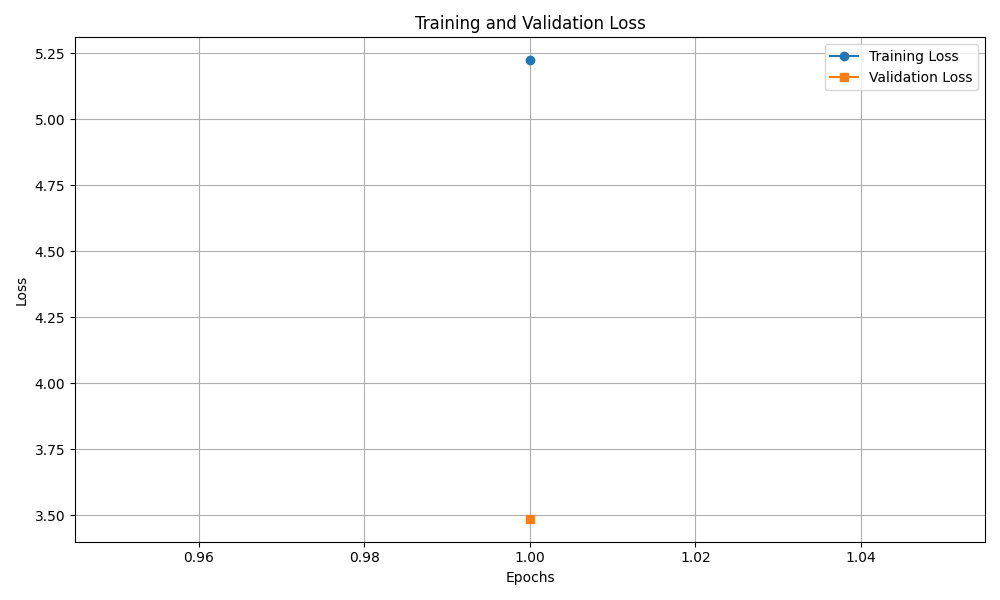 Training and Validation Loss
Training Loss
Validation Loss
5.25
5.00
4.75
4.50
4.25
4.00
3.75
3.50
Loss
0.96
0.98
1.00
1.02
1.04
Epochs